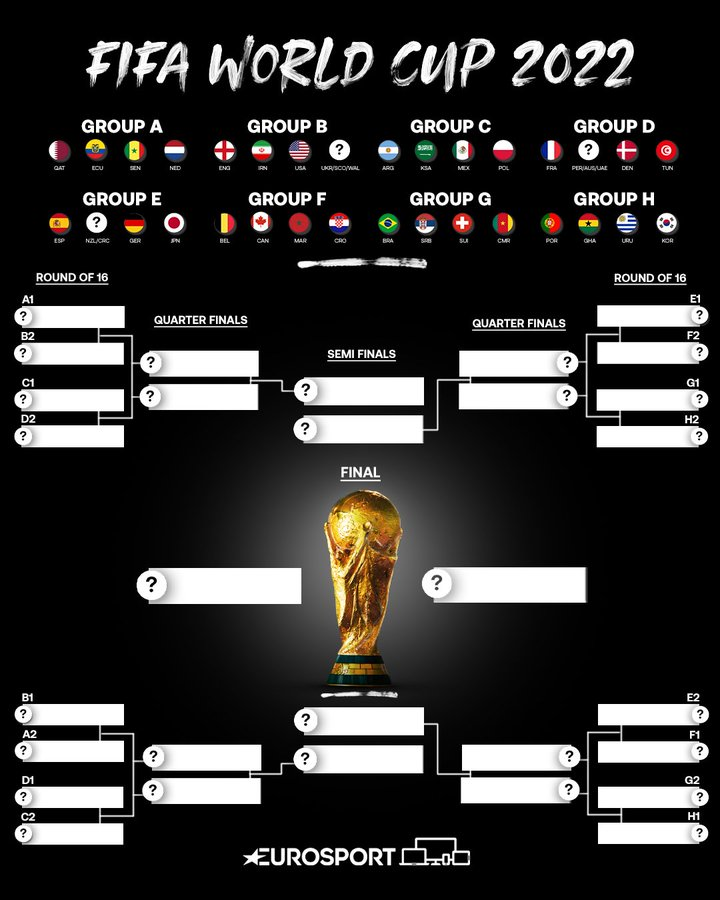 FIFA WORLD CUP 2022
GROUP A
QAT ECU SEN NED
GROUP B
ENG IRN USA ? UKR/SCO/WAL
GROUP C
ARG KSA MEX POL
GROUP D
FRA ? PER/AUS/UAE DEN TUN
GROUP E
ESP ? NZL/CRC GER JPN
GROUP F
BEL CAN MAR CRO
GROUP G
BRA SRB SUI CMR
GROUP H
POR GHA URU KOR
ROUND OF 16
A1
?
B2
?
C1
?
D2
?
QUARTER FINALS
?
?
SEMI FINALS
?
?
QUARTER FINALS
?
?
ROUND OF 16
E1
?
F2
?
G1
?
H2
?
FINAL
?
?
B1
?
A2
?
D1
?
C2
?
?
?
?
?
?
?
E2
?
F1
?
G2
?
H1
?
EUROSPORT